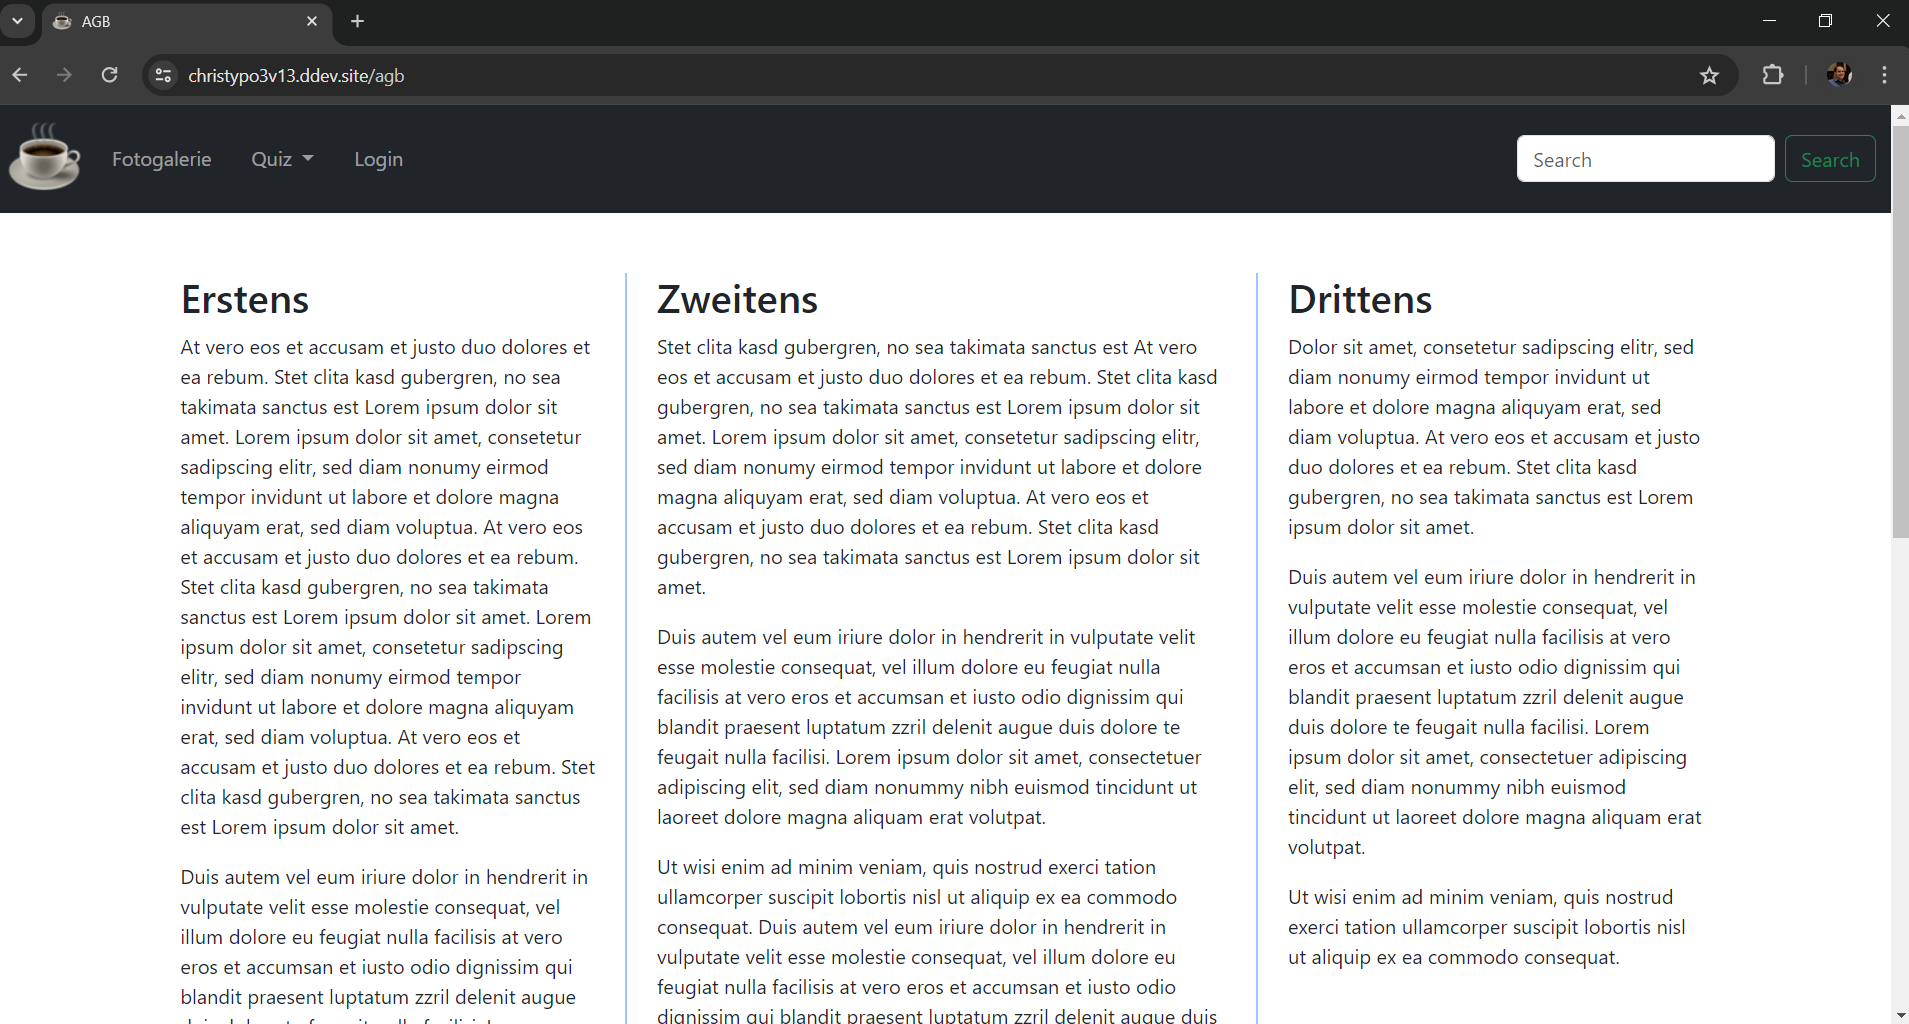 AGB
christypo3v13.ddev.site/agb
Fotogalerie
Quiz
Login
Search
Search
Erstens
At vero eos et accusam et justo duo dolores et
ea rebum. Stet clita kasd gubergren, no sea
takimata sanctus est Lorem ipsum dolor sit
amet. Lorem ipsum dolor sit amet, consetetur
sadipscing elitr, sed diam nonumy eirmod
tempor invidunt ut labore et dolore magna
aliquyam erat, sed diam voluptua. At vero eos
et accusam et justo duo dolores et ea rebum.
Stet clita kasd gubergren, no sea takimata
sanctus est Lorem ipsum dolor sit amet. Lorem
ipsum dolor sit amet, consetetur sadipscing
elitr, sed diam nonumy eirmod tempor
invidunt ut labore et dolore magna aliquyam
erat, sed diam voluptua. At vero eos et
accusam et justo duo dolores et ea rebum. Stet
clita kasd gubergren, no sea takimata sanctus
est Lorem ipsum dolor sit amet.
Duis autem vel eum iriure dolor in hendrerit in
vulputate velit esse molestie consequat, vel
illum dolore eu feugiat nulla facilisis at vero
eros et accumsan et iusto odio dignissim qui
blandit praesent luptatum zzril delenit augue
Zweitens
Stet clita kasd gubergren, no sea takimata sanctus est At vero
eos et accusam et justo duo dolores et ea rebum. Stet clita kasd
gubergren, no sea takimata sanctus est Lorem ipsum dolor sit
amet. Lorem ipsum dolor sit amet, consetetur sadipscing elitr,
sed diam nonumy eirmod tempor invidunt ut labore et dolore
magna aliquyam erat, sed diam voluptua. At vero eos et
accusam et justo duo dolores et ea rebum. Stet clita kasd
gubergren, no sea takimata sanctus est Lorem ipsum dolor sit
amet.
Duis autem vel eum iriure dolor in hendrerit in vulputate velit
esse molestie consequat, vel illum dolore eu feugiat nulla
facilisis at vero eros et accumsan et iusto odio dignissim qui
blandit praesent luptatum zzril delenit augue duis dolore te
feugait nulla facilisi. Lorem ipsum dolor sit amet, consectetuer
adipiscing elit, sed diam nonummy nibh euismod tincidunt ut
laoreet dolore magna aliquam erat volutpat.
Ut wisi enim ad minim veniam, quis nostrud exerci tation
ullamcorper suscipit lobortis nisl ut aliquip ex ea commodo
consequat. Duis autem vel eum iriure dolor in hendrerit in
vulputate velit esse molestie consequat, vel illum dolore eu
feugiat nulla facilisis at vero eros et accumsan et iusto odio
dignissim qui blandit praesent luptatum zzril delenit augue duis
Drittens
Dolor sit amet, consetetur sadipscing elitr, sed
diam nonumy eirmod tempor invidunt ut
labore et dolore magna aliquyam erat, sed
diam voluptua. At vero eos et accusam et justo
duo dolores et ea rebum. Stet clita kasd
gubergren, no sea takimata sanctus est Lorem
ipsum dolor sit amet.
Duis autem vel eum iriure dolor in hendrerit in
vulputate velit esse molestie consequat, vel
illum dolore eu feugiat nulla facilisis at vero
eros et accumsan et iusto odio dignissim qui
blandit praesent luptatum zzril delenit augue
duis dolore te feugait nulla facilisi. Lorem
ipsum dolor sit amet, consectetuer adipiscing
elit, sed diam nonummy nibh euismod
tincidunt ut laoreet dolore magna aliquam erat
volutpat.
Ut wisi enim ad minim veniam, quis nostrud
exerci tation ullamcorper suscipit lobortis nisl
ut aliquip ex ea commodo consequat.